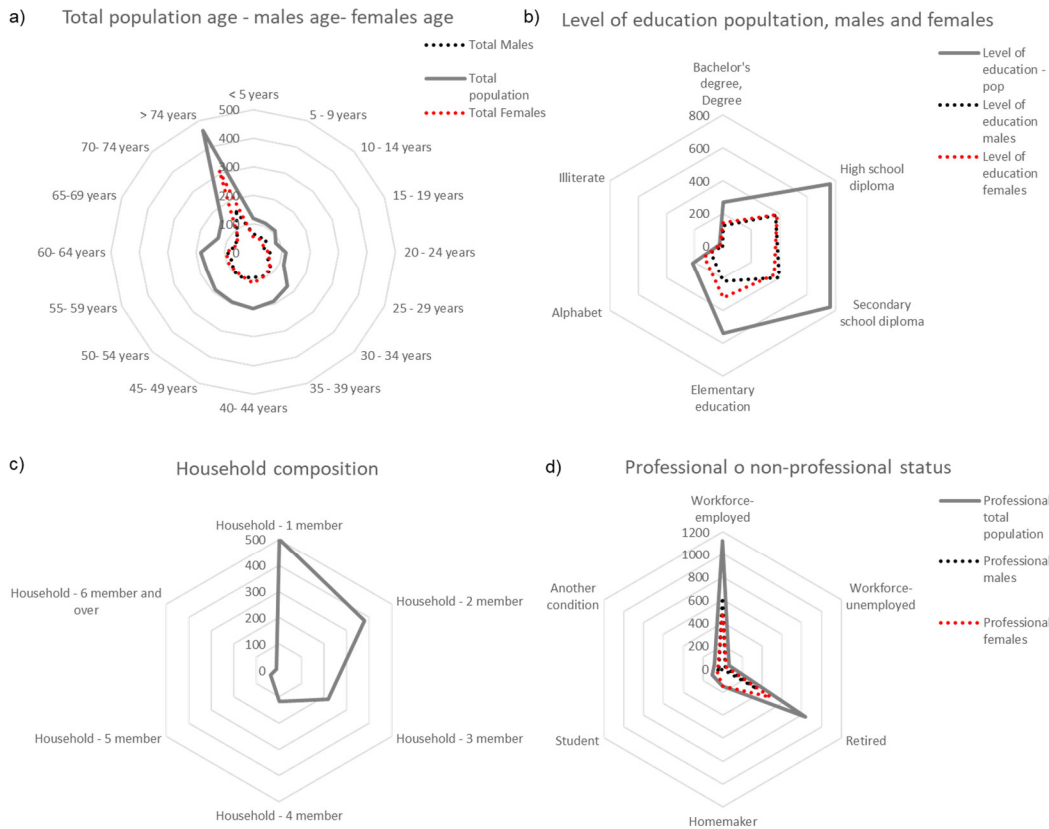 a)
Total population age - males age- females age
Total Males
Total
population
Total Females
< 5 years
5 - 9 years
10 - 14 years
15 - 19 years
20 - 24 years
25 - 29 years
30 - 34 years
35 - 39 years
40- 44 years
45- 49 years
50- 54 years
55- 59 years
60- 64 years
65-69 years
70- 74 years
> 74 years
500
400
300
200
100
0
b)
Level of education popultation, males and females
Level of
education -
pop
Level of
education
males
Level of
education
females
Bachelor's
degree,
Degree
High school
diploma
Secondary
school diploma
Elementary
education
Alphabet
Illiterate
800
600
400
200
0
c)
Household composition
Household - 1 member
Household - 2 member
Household - 3 member
Household - 4 member
Household - 5 member
Household - 6 member and
over
500
400
300
200
100
0
d)
Professional o non-professional status
Professional
total
population
Professional
males
Professional
females
Workforce-
employed
Workforce-
unemployed
Retired
Homemaker
Student
Another
condition
1200
1000
800
600
400
200
0